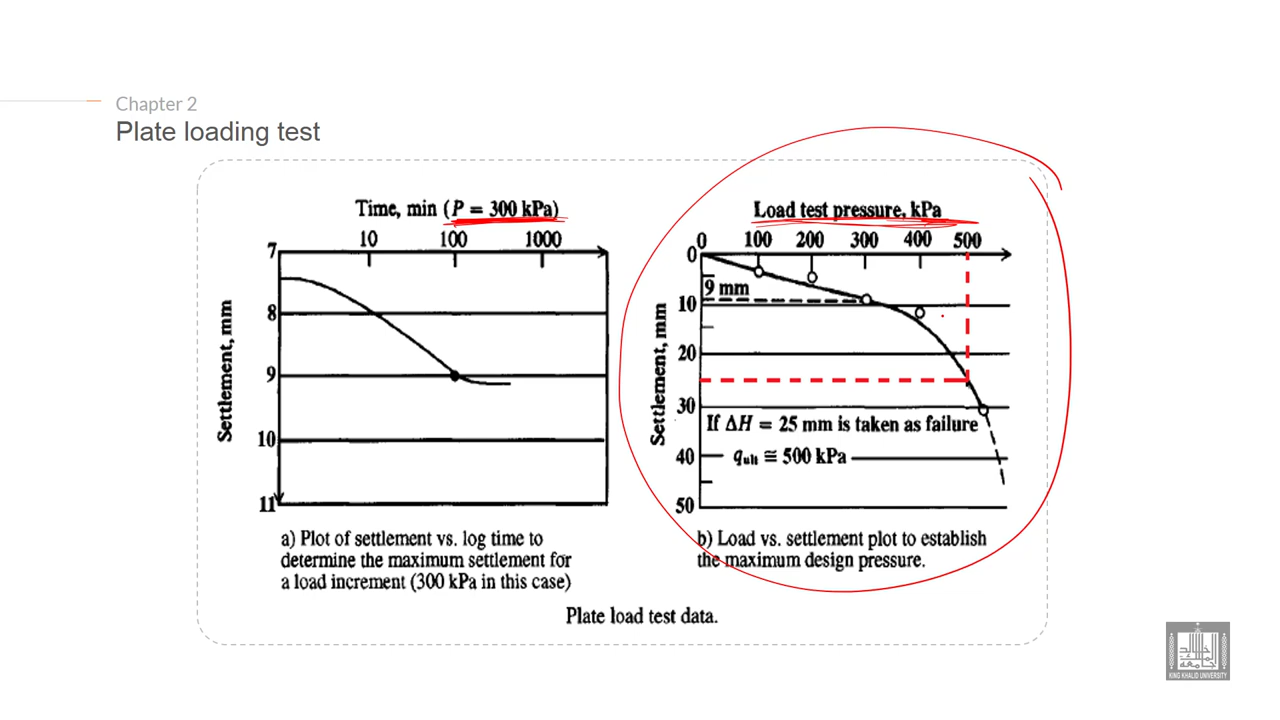 Chapter 2
Plate loading test
Time, min (P = 300 kPa)
10 100 1000
7
8
9
10
11
Settlement, mm
a) Plot of settlement vs. log time to
determine the maximum settlement for
a load increment (300 kPa in this case)
Load test pressure, kPa
0 100 200 300 400 500
0
9 mm
10
20
30
40
50
Settlement, mm
If ΔH = 25 mm is taken as failure
qult ≅ 500 kPa
b) Load vs. settlement plot to establish
the maximum design pressure.
Plate load test data.
KING KHALID UNIVERSITY